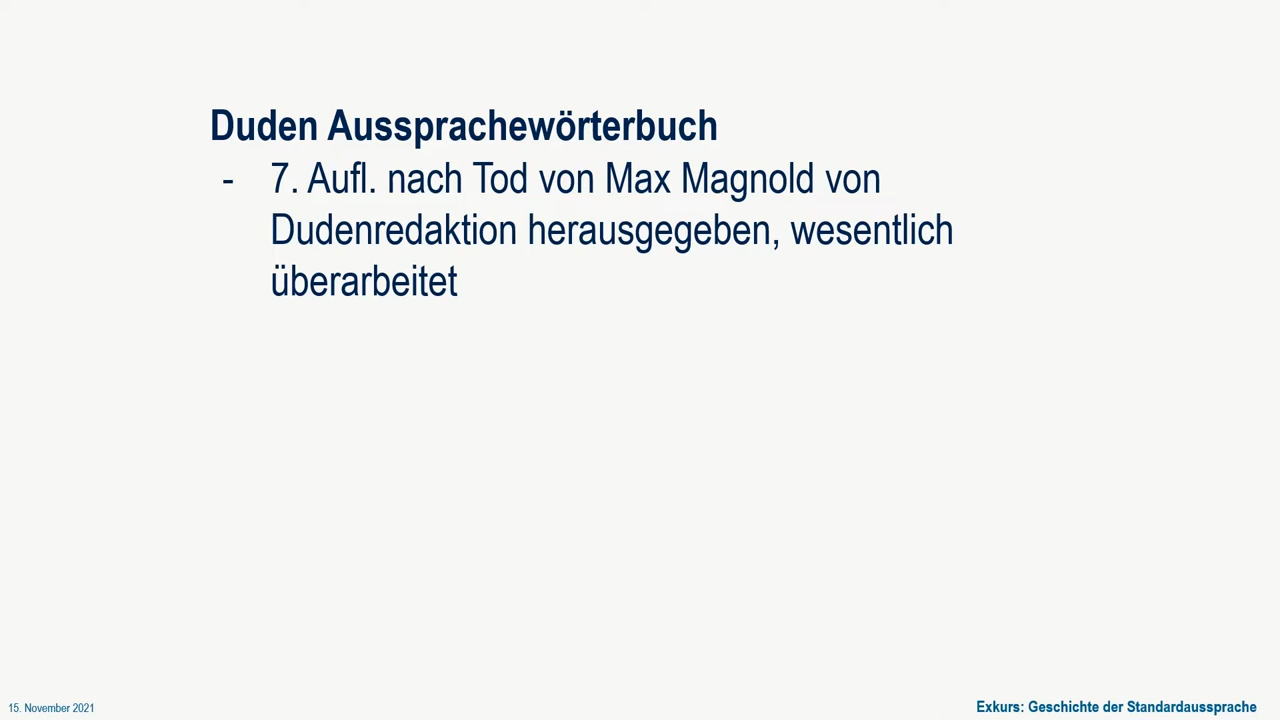 Duden Aussprachewörterbuch
- 7. Aufl. nach Tod von Max Magnold von
Dudenredaktion herausgegeben, wesentlich
überarbeitet
15. November 2021
Exkurs: Geschichte der Standardaussprache